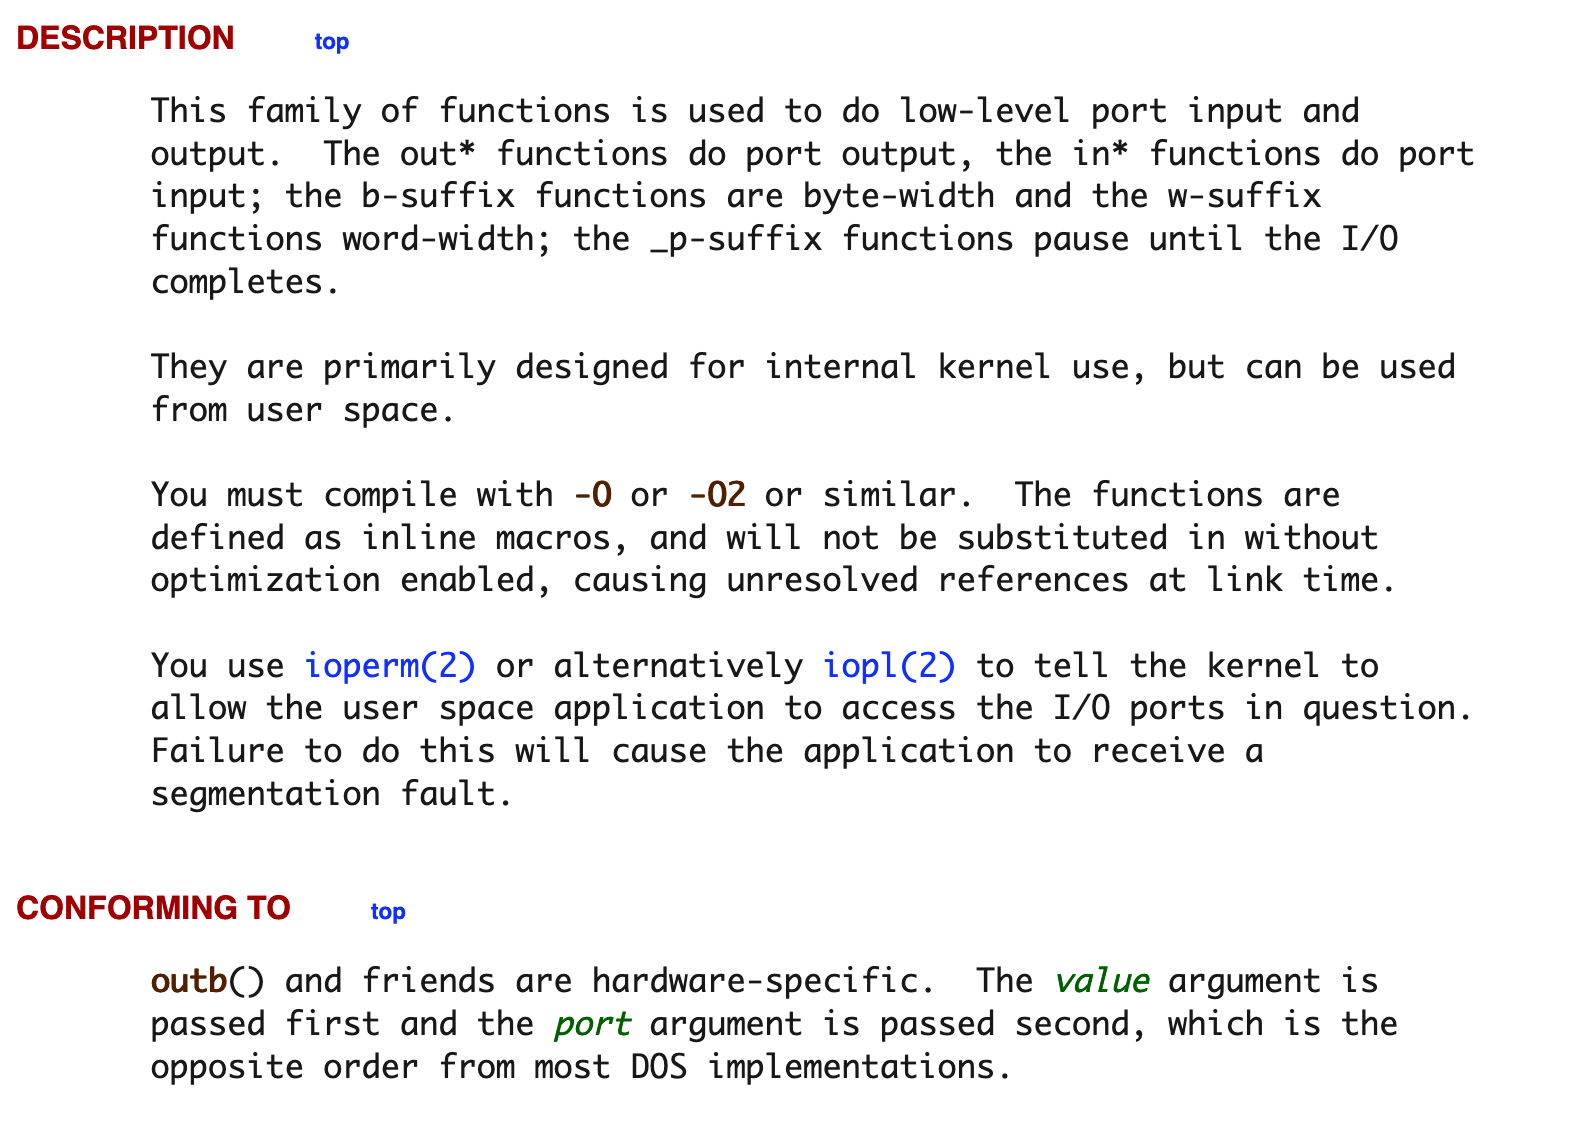 DESCRIPTION top
This family of functions is used to do low-level port input and
output.  The out* functions do port output, the in* functions do port
input; the b-suffix functions are byte-width and the w-suffix
functions word-width; the _p-suffix functions pause until the I/O
completes.
They are primarily designed for internal kernel use, but can be used
from user space.
You must compile with -O or -O2 or similar.  The functions are
defined as inline macros, and will not be substituted in without
optimization enabled, causing unresolved references at link time.
You use ioperm(2) or alternatively iopl(2) to tell the kernel to
allow the user space application to access the I/O ports in question.
Failure to do this will cause the application to receive a
segmentation fault.
CONFORMING TO top
outb() and friends are hardware-specific.  The value argument is
passed first and the port argument is passed second, which is the
opposite order from most DOS implementations.